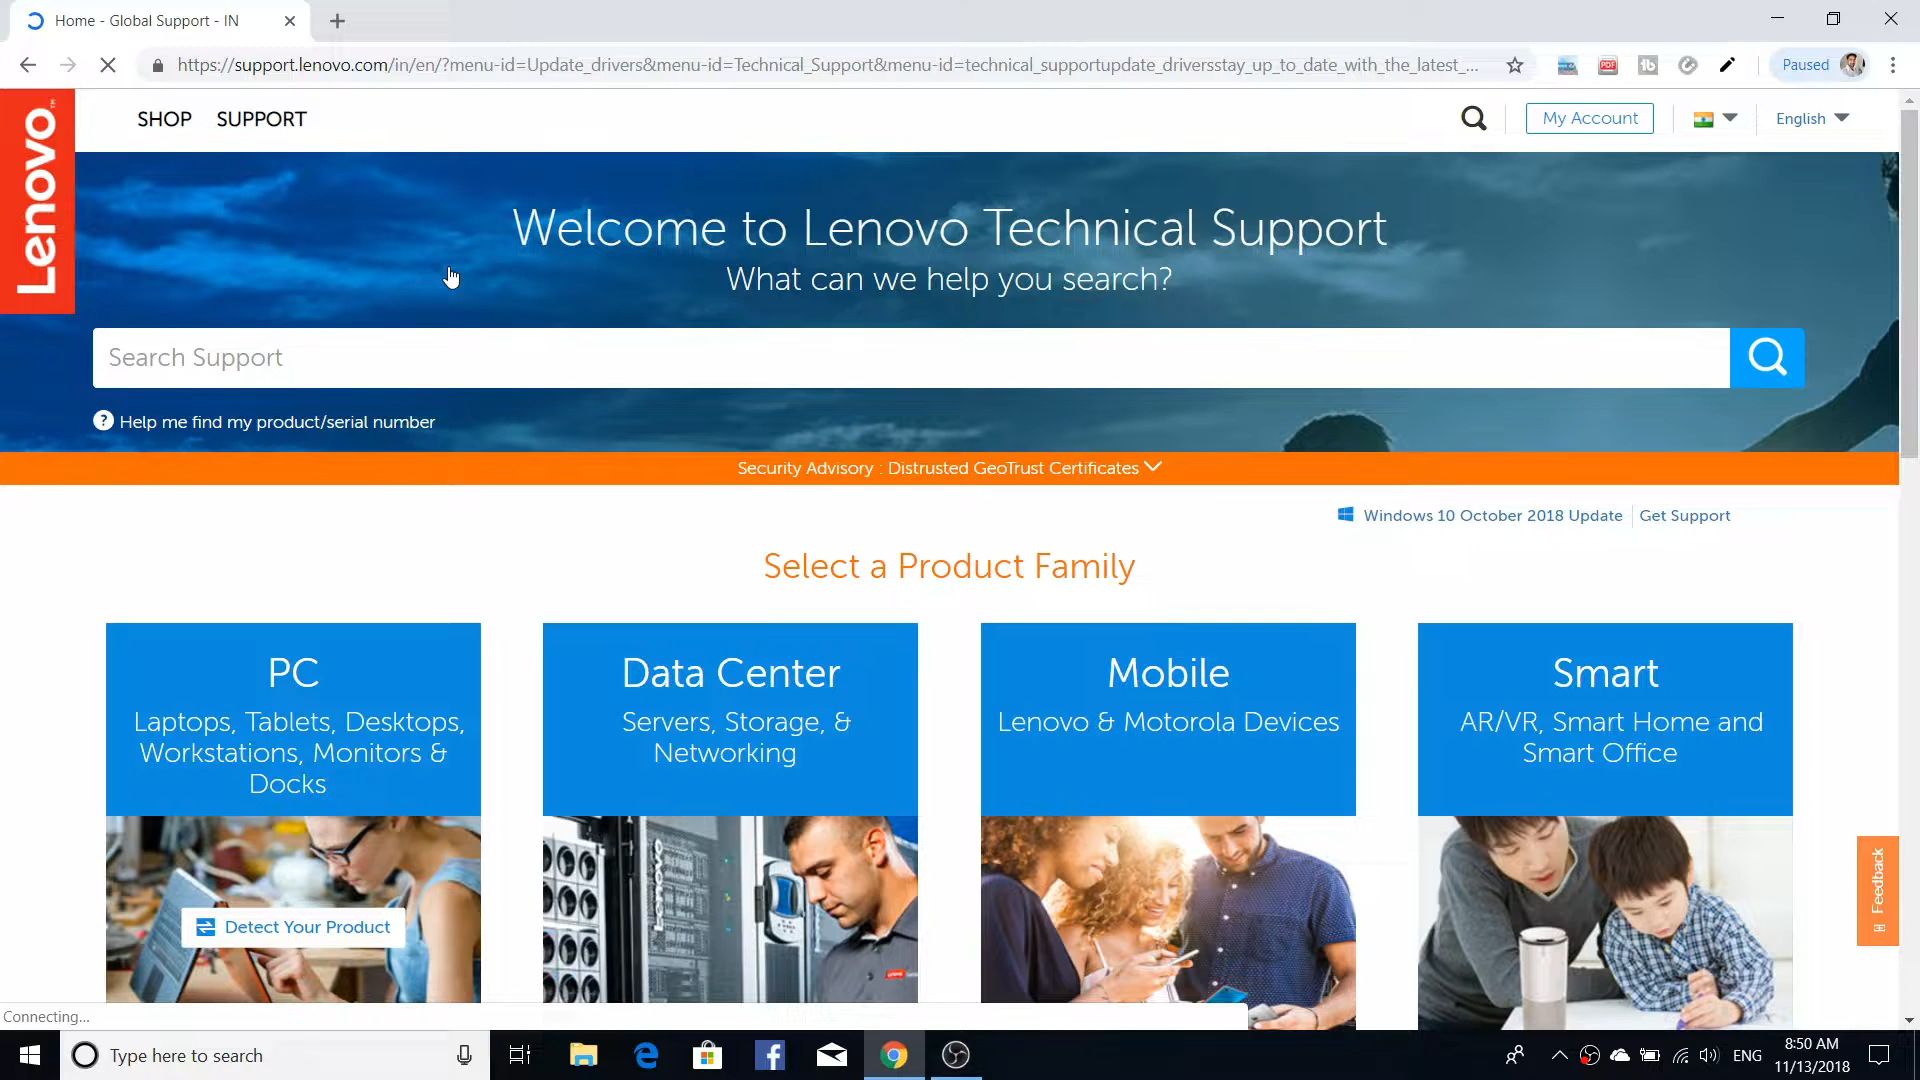 Home - Global Support - IN
https://support.lenovo.com/in/en/?menu-id=Update_drivers&menu-id=Technical_Support&menu-id=technical_supportupdate_driversstay_up_to_date_with_the_latest_...
PDF
Paused
Lenovo™
SHOP
SUPPORT
My Account
English
Welcome to Lenovo Technical Support
What can we help you search?
Search Support
? Help me find my product/serial number
Security Advisory : Distrusted GeoTrust Certificates
Windows 10 October 2018 Update
Get Support
Select a Product Family
PC
Laptops, Tablets, Desktops,
Workstations, Monitors &
Docks
Detect Your Product
Data Center
Servers, Storage, &
Networking
Lenovo
Mobile
Lenovo & Motorola Devices
Smart
AR/VR, Smart Home and
Smart Office
Feedback
Connecting...
Type here to search
ENG
8:50 AM
11/13/2018